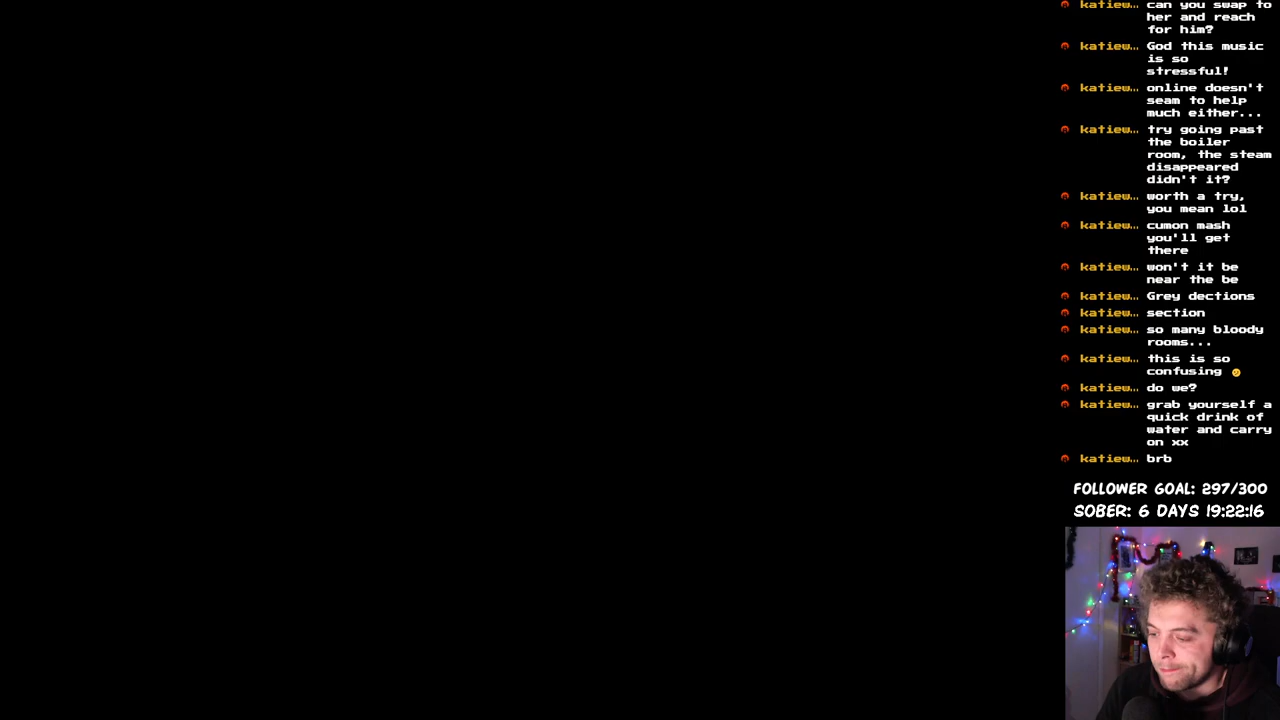 katiew… can you swap to
her and reach
for him?
katiew… God this music
is so
stressful!
katiew… online doesn't
seam to help
much either...
katiew… try going past
the boiler
room, the steam
disappeared
didn't it?
katiew… worth a try,
you mean lol
katiew… cumon mash
you'll get
there
katiew… won't it be
near the be
katiew… Grey dections
katiew… section
katiew… so many bloody
rooms...
katiew… this is so
confusing
katiew… do we?
katiew… grab yourself a
quick drink of
water and carry
on xx
katiew… brb
FOLLOWER GOAL: 297/300
SOBER: 6 DAYS 19:22:16